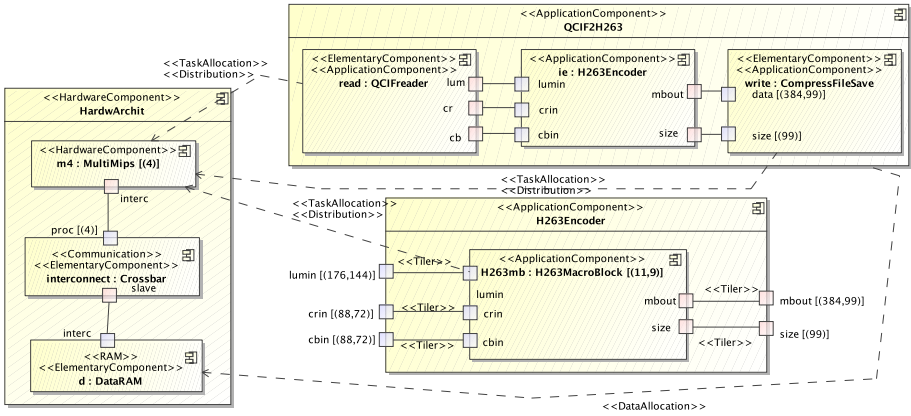 <<ApplicationComponent>>
QCIF2H263
<<ElementaryComponent>>
<<ApplicationComponent>>
read : QCIFreader
lum
cr
cb
<<ApplicationComponent>>
ie : H263Encoder
lumin
crin
cbin
mbout
size
<<ElementaryComponent>>
<<ApplicationComponent>>
write : CompressFileSave
data [(384,99)]
size [(99)]
<<TaskAllocation>>
<<Distribution>>
<<HardwareComponent>>
HardwArchit
<<HardwareComponent>>
m4 : MultiMips [(4)]
interc
proc [(4)]
<<Communication>>
<<ElementaryComponent>>
interconnect : Crossbar
slave
interc
<<RAM>>
<<ElementaryComponent>>
d : DataRAM
<<TaskAllocation>>
<<Distribution>>
<<TaskAllocation>>
<<Distribution>>
<<ApplicationComponent>>
H263Encoder
<<ApplicationComponent>>
H263mb : H263MacroBlock [(11,9)]
lumin [(176,144)]
<<Tiler>>
lumin
crin [(88,72)]
<<Tiler>>
crin
cbin [(88,72)]
<<Tiler>>
cbin
mbout
<<Tiler>>
mbout [(384,99)]
size
<<Tiler>>
size [(99)]
<<DataAllocation>>